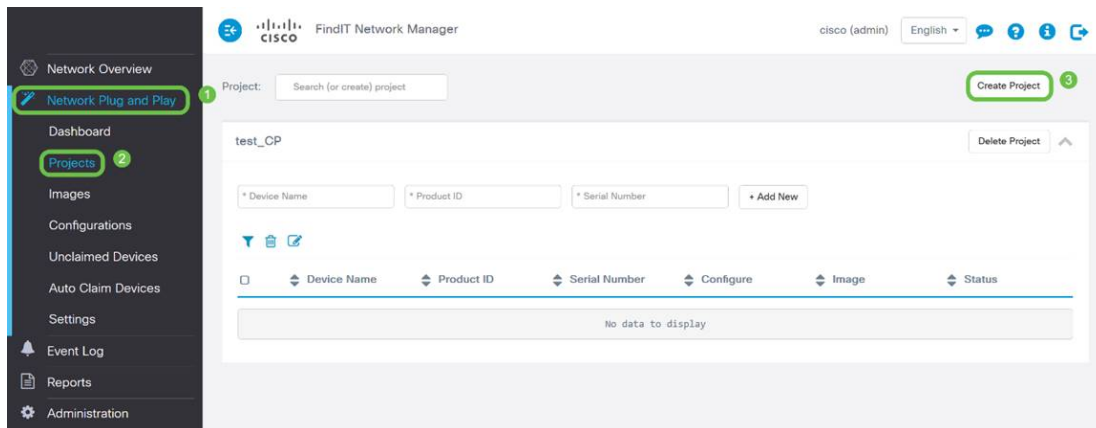 CISCO FindIT Network Manager cisco (admin) English
Network Overview
Network Plug and Play 1
Dashboard
Projects 2
Images
Configurations
Unclaimed Devices
Auto Claim Devices
Settings
Event Log
Reports
Administration
Project: Search (or create) project Create Project 3
test_CP Delete Project
* Device Name * Product ID * Serial Number + Add New
Device Name Product ID Serial Number Configure Image Status
No data to display